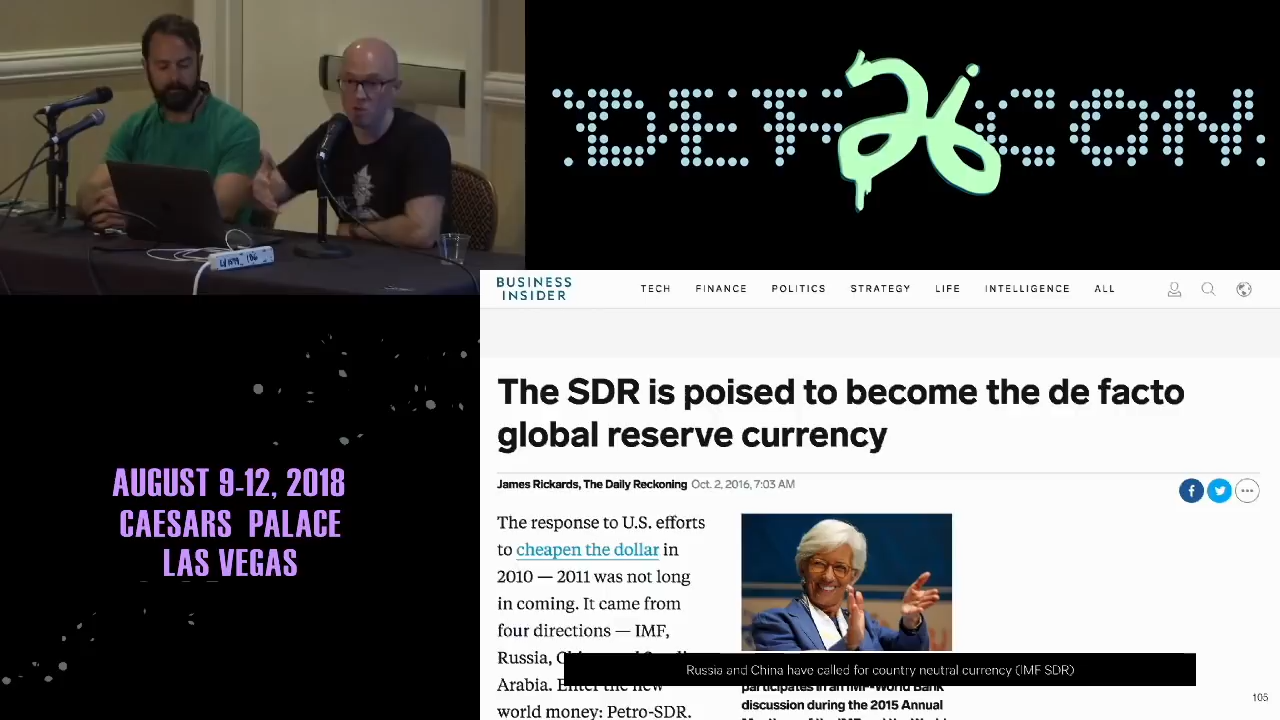 DEF CON
26
BUSINESS
INSIDER
TECH FINANCE POLITICS STRATEGY LIFE INTELLIGENCE ALL
The SDR is poised to become the de facto
global reserve currency
James Rickards, The Daily Reckoning Oct. 2, 2016, 7:03 AM
The response to U.S. efforts
to cheapen the dollar in
2010 — 2011 was not long
in coming. It came from
four directions — IMF,
Russia,
Arabia. Enter the new
world money: Petro-SDR.
participates in an IMF-World Bank
discussion during the 2015 Annual
Russia and China have called for country neutral currency (IMF SDR)
105
AUGUST 9-12, 2018
CAESARS PALACE
LAS VEGAS